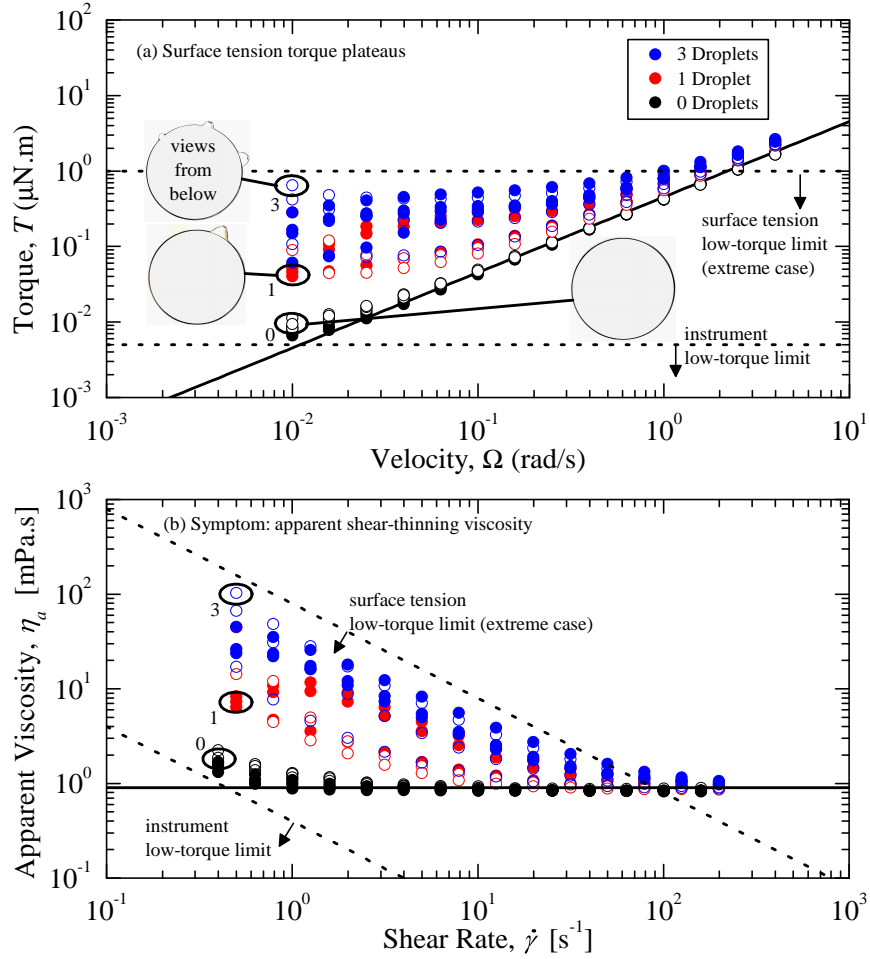 (a) Surface tension torque plateaus
3 Droplets
1 Droplet
0 Droplets
views
from
below
3
1
0
surface tension
low-torque limit
(extreme case)
instrument
low-torque limit
Torque, T (μN.m)
10^3
10^2
10^1
10^0
10^-1
10^-2
10^-3
10^-3
10^-2
10^-1
10^0
10^1
Velocity, Ω (rad/s)
(b) Symptom: apparent shear-thinning viscosity
surface tension
low-torque limit (extreme case)
3
1
0
instrument
low-torque limit
Apparent Viscosity, η_a [mPa.s]
10^3
10^2
10^1
10^0
10^-1
10^-1
10^0
10^1
10^2
10^3
Shear Rate, γ̇ [s^-1]